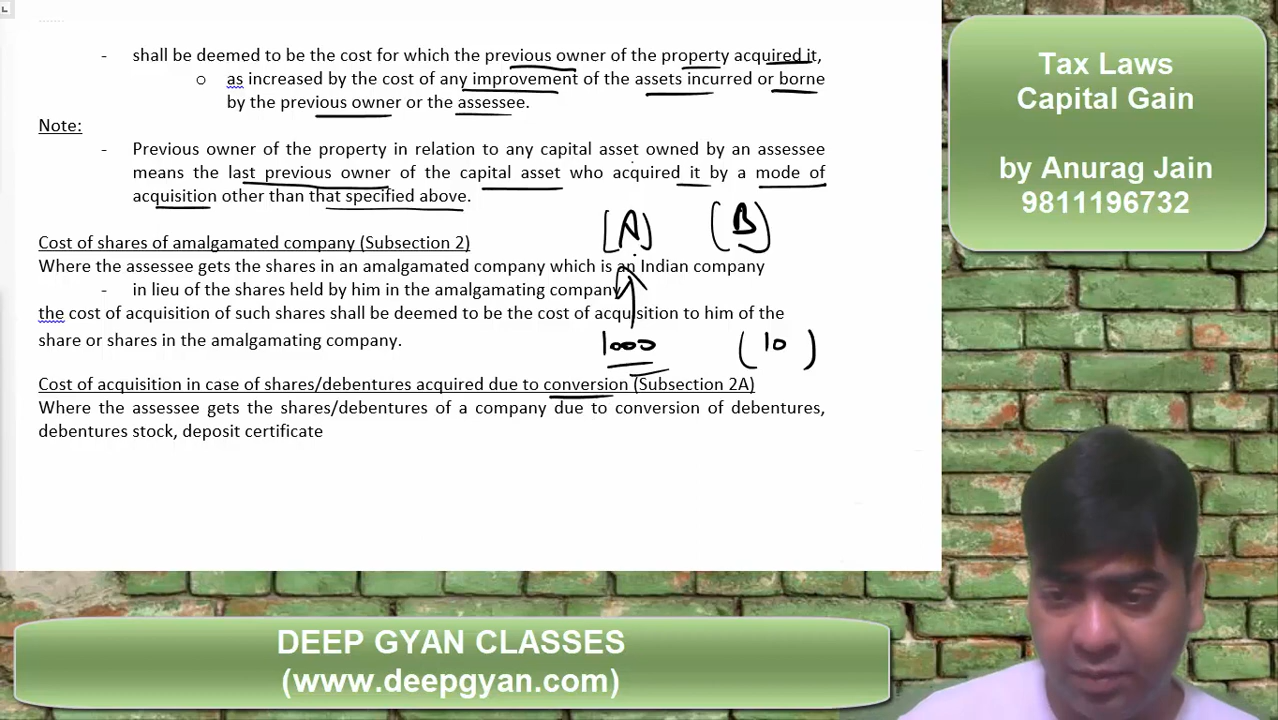 - shall be deemed to be the cost for which the previous owner of the property acquired it,
o as increased by the cost of any improvement of the assets incurred or borne
by the previous owner or the assessee.
Note:
- Previous owner of the property in relation to any capital asset owned by an assessee
means the last previous owner of the capital asset who acquired it by a mode of
acquisition other than that specified above.
[A] (B)
Cost of shares of amalgamated company (Subsection 2)
Where the assessee gets the shares in an amalgamated company which is an Indian company
- in lieu of the shares held by him in the amalgamating company
the cost of acquisition of such shares shall be deemed to be the cost of acquisition to him of the
share or shares in the amalgamating company.
1000 (10)
Cost of acquisition in case of shares/debentures acquired due to conversion (Subsection 2A)
Where the assessee gets the shares/debentures of a company due to conversion of debentures,
debentures stock, deposit certificate
Tax Laws
Capital Gain
by Anurag Jain
9811196732
DEEP GYAN CLASSES
(www.deepgyan.com)